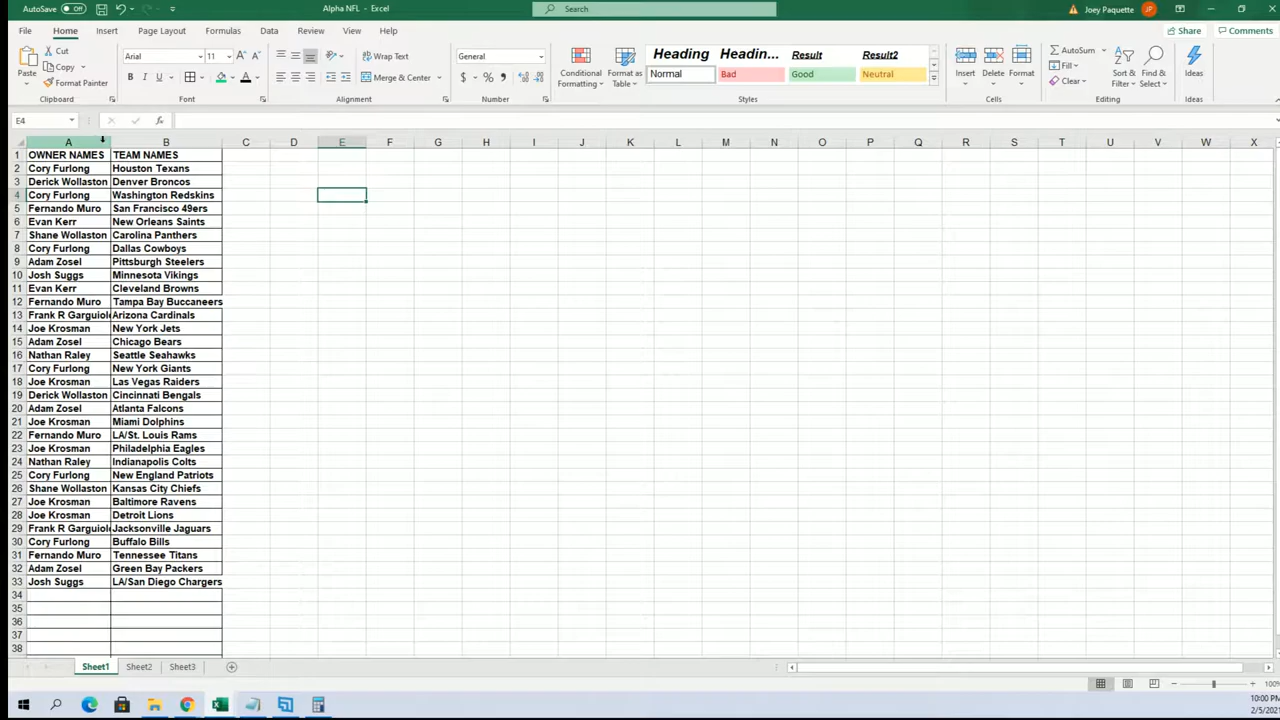 AutoSave Off Alpha NFL - Excel Search Joey Paquette JP
File Home Insert Page Layout Formulas Data Review View Help Share Comments
Paste Cut Copy Format Painter Clipboard
Arial 11 B I U A A A Font
Wrap Text Merge & Center Alignment
General $ % , Number
Conditional Formatting Format as Table
Heading Headin... Result Result2
Normal Bad Good Neutral
Styles
Insert Delete Format Cells
AutoSum Fill Clear Sort & Filter Find & Select Editing
Ideas Ideas
E4 fx
A B C D E F G H I J K L M N O P Q R S T U V W X
1 OWNER NAMES TEAM NAMES
2 Cory Furlong Houston Texans
3 Derick Wollaston Denver Broncos
4 Cory Furlong Washington Redskins
5 Fernando Muro San Francisco 49ers
6 Evan Kerr New Orleans Saints
7 Shane Wollaston Carolina Panthers
8 Cory Furlong Dallas Cowboys
9 Adam Zosel Pittsburgh Steelers
10 Josh Suggs Minnesota Vikings
11 Evan Kerr Cleveland Browns
12 Fernando Muro Tampa Bay Buccaneers
13 Frank R Garguiol Arizona Cardinals
14 Joe Krosman New York Jets
15 Adam Zosel Chicago Bears
16 Nathan Raley Seattle Seahawks
17 Cory Furlong New York Giants
18 Joe Krosman Las Vegas Raiders
19 Derick Wollaston Cincinnati Bengals
20 Adam Zosel Atlanta Falcons
21 Joe Krosman Miami Dolphins
22 Fernando Muro LA/St. Louis Rams
23 Joe Krosman Philadelphia Eagles
24 Nathan Raley Indianapolis Colts
25 Cory Furlong New England Patriots
26 Shane Wollaston Kansas City Chiefs
27 Joe Krosman Baltimore Ravens
28 Joe Krosman Detroit Lions
29 Frank R Garguiol Jacksonville Jaguars
30 Cory Furlong Buffalo Bills
31 Fernando Muro Tennessee Titans
32 Adam Zosel Green Bay Packers
33 Josh Suggs LA/San Diego Chargers
34
35
36
37
38
Sheet1 Sheet2 Sheet3
100%
10:00 PM
2/5/2021